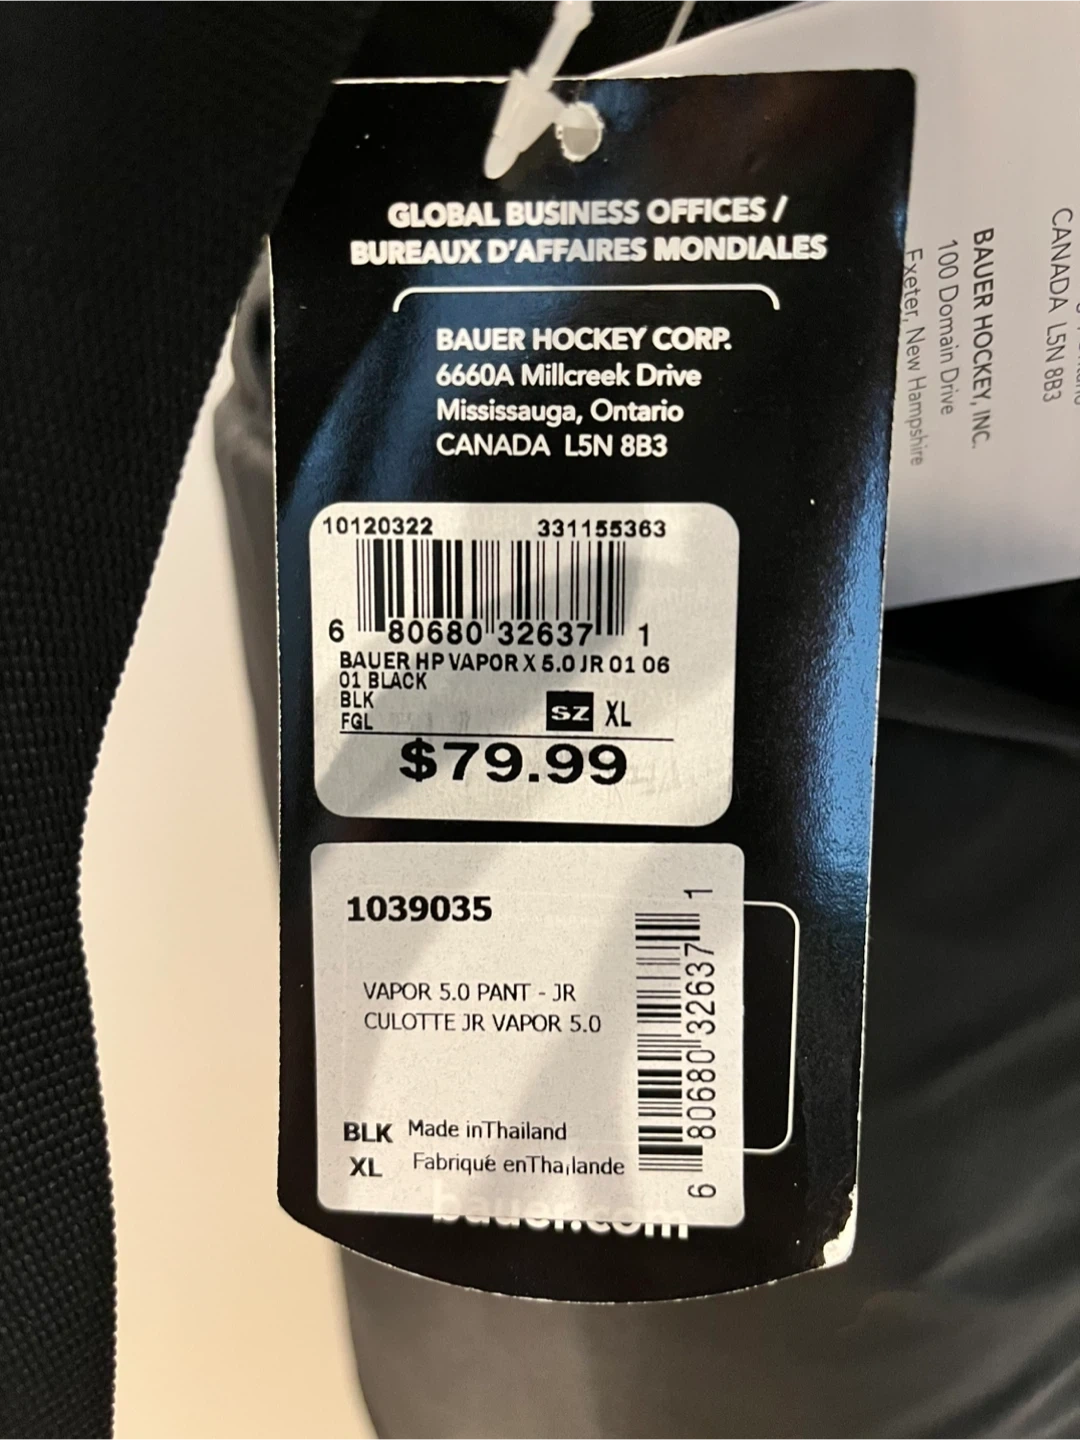 GLOBAL BUSINESS OFFICES /
BUREAUX D'AFFAIRES MONDIALES
BAUER HOCKEY CORP.
6660A Millcreek Drive
Mississauga, Ontario
CANADA L5N 8B3
10120322 331155363
6 80680 32637 1
BAUER HP VAPOR X 5.0 JR 01 06
01 BLACK
BLK
FGL SZ XL
$79.99
1039035
VAPOR 5.0 PANT - JR
CULOTTE JR VAPOR 5.0
BLK Made inThailand
XL Fabriqué enThaılande
6 80680 32637 1
bauer.com
CANADA L5N 8B3
BAUER HOCKEY, INC.
100 Domain Drive
Exeter, New Hampshire